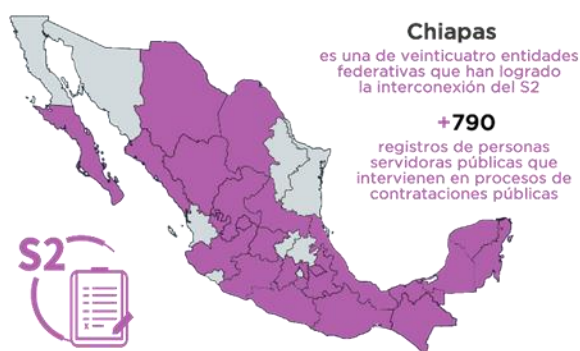 Chiapas
es una de veinticuatro entidades
federativas que han logrado
la interconexión del S2
+790
registros de personas
servidoras públicas que
intervienen en procesos de
contrataciones públicas
S2